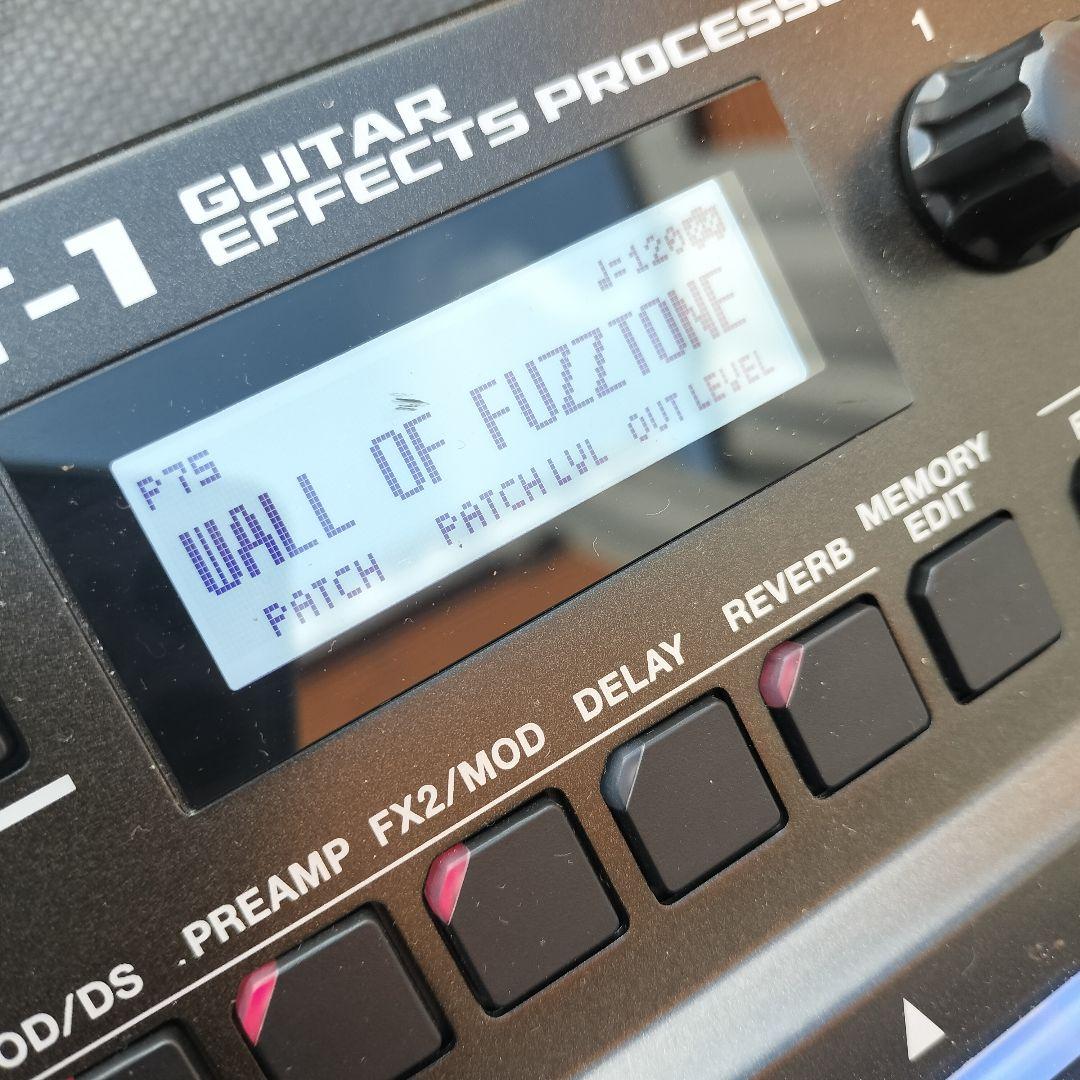 -1
GUITAR
EFFECTS PROCESSO
1
♩=120
P75
WALL OF FUZZTONE
PATCH PATCH LVL OUT LEVEL
OD/DS PREAMP FX2/MOD DELAY REVERB
MEMORY
EDIT